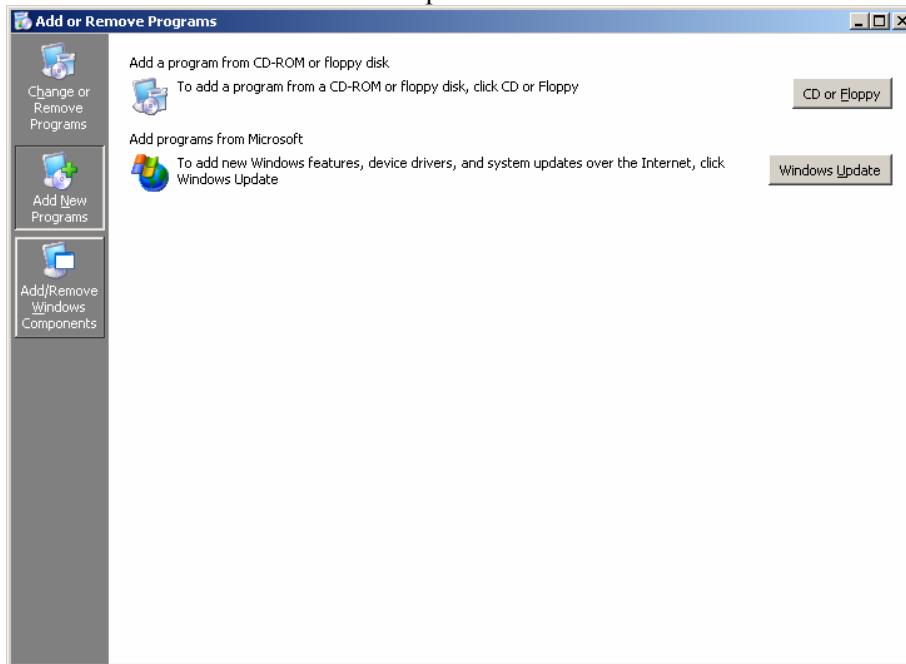 Add or Remove Programs
Change or
Remove
Programs
Add New
Programs
Add/Remove
Windows
Components
Add a program from CD-ROM or floppy disk
To add a program from a CD-ROM or floppy disk, click CD or Floppy
CD or Floppy
Add programs from Microsoft
To add new Windows features, device drivers, and system updates over the Internet, click
Windows Update
Windows Update